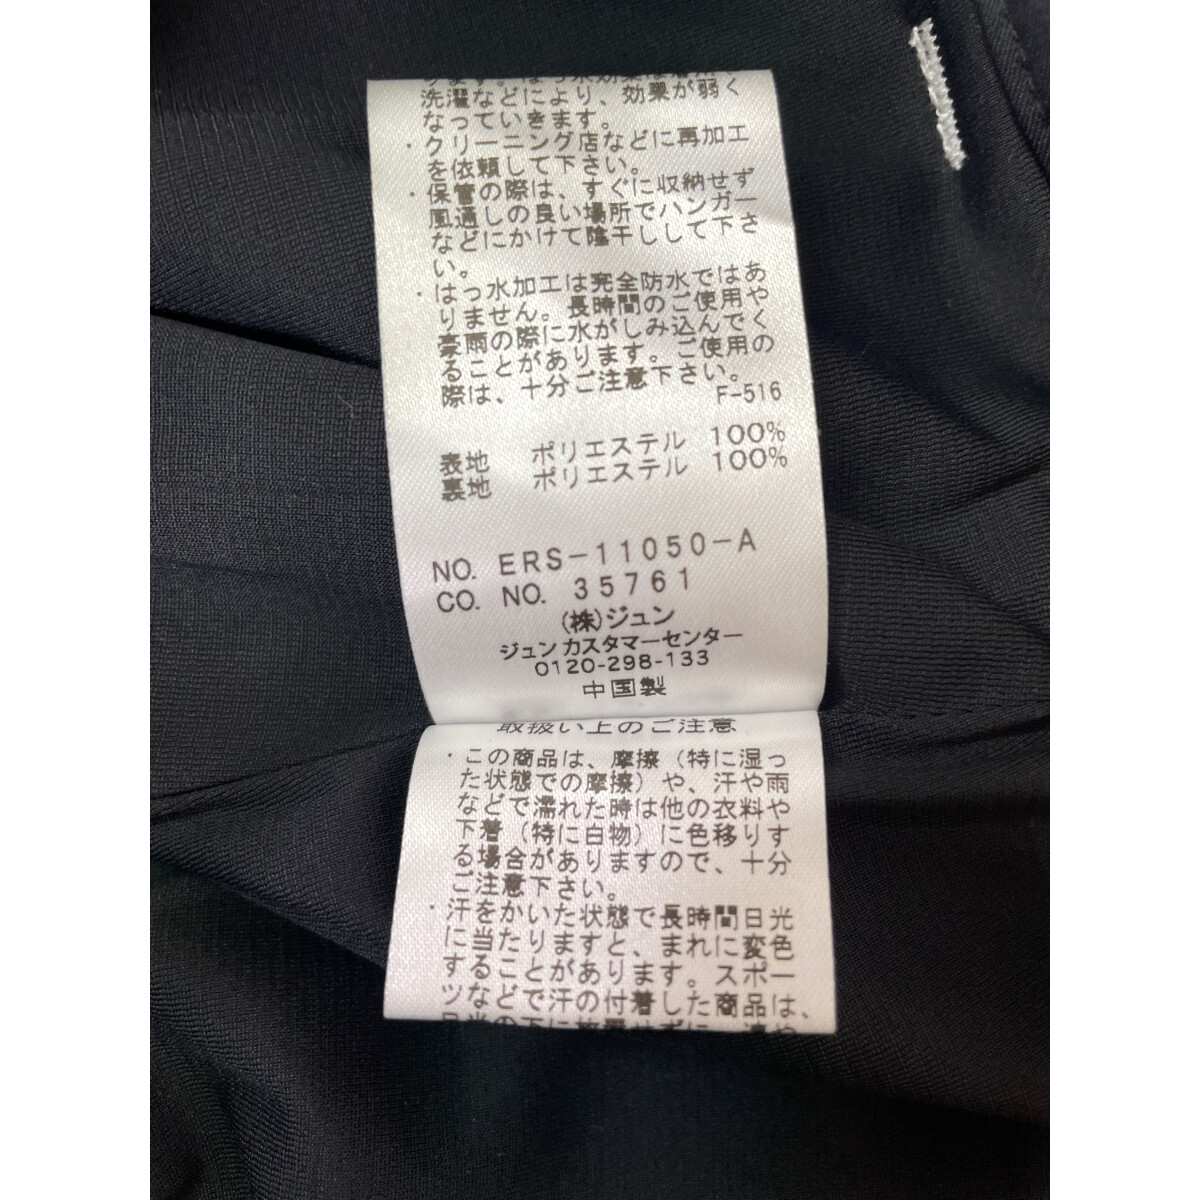 洗濯などにより、効果が弱く
なっていきます。
・クリーニング店などに再加工
を依頼して下さい。
・保管の際は、すぐに収納せず
風通しの良い場所でハンガー
などにかけて陰干しして下さ
い。
・はっ水加工は完全防水ではあ
りません。長時間のご使用や
豪雨の際に水がしみ込んでく
ることがあります。ご使用の
際は、十分ご注意下さい。
F-516
表地 ポリエステル 100%
裏地 ポリエステル 100%
NO. ERS-11050-A
CO. NO. 35761
(株)ジュン
ジュンカスタマーセンター
0120-298-133
中国製
取扱い上のご注意
・この商品は、摩擦(特に湿っ
た状態での摩擦)や、汗や雨
などで濡れた時は他の衣料や
下着(特に白物)に色移りす
る場合がありますので、十分
ご注意下さい。
・汗をかいた状態で長時間日光
に当たりますと、まれに変色
することがあります。スポー
ツなどで汗の付着した商品は、